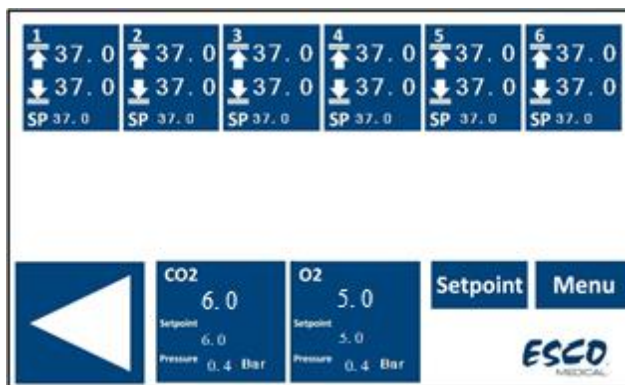 1 2 3 4 5 6
37.0 37.0 37.0 37.0 37.0 37.0
37.0 37.0 37.0 37.0 37.0 37.0
SP 37.0 SP 37.0 SP 37.0 SP 37.0 SP 37.0 SP 37.0
CO2
6.0
Setpoint
6.0
Pressure 0.4 Bar
O2
5.0
Setpoint
5.0
Pressure 0.4 Bar
Setpoint
Menu
ESCO
MEDICAL